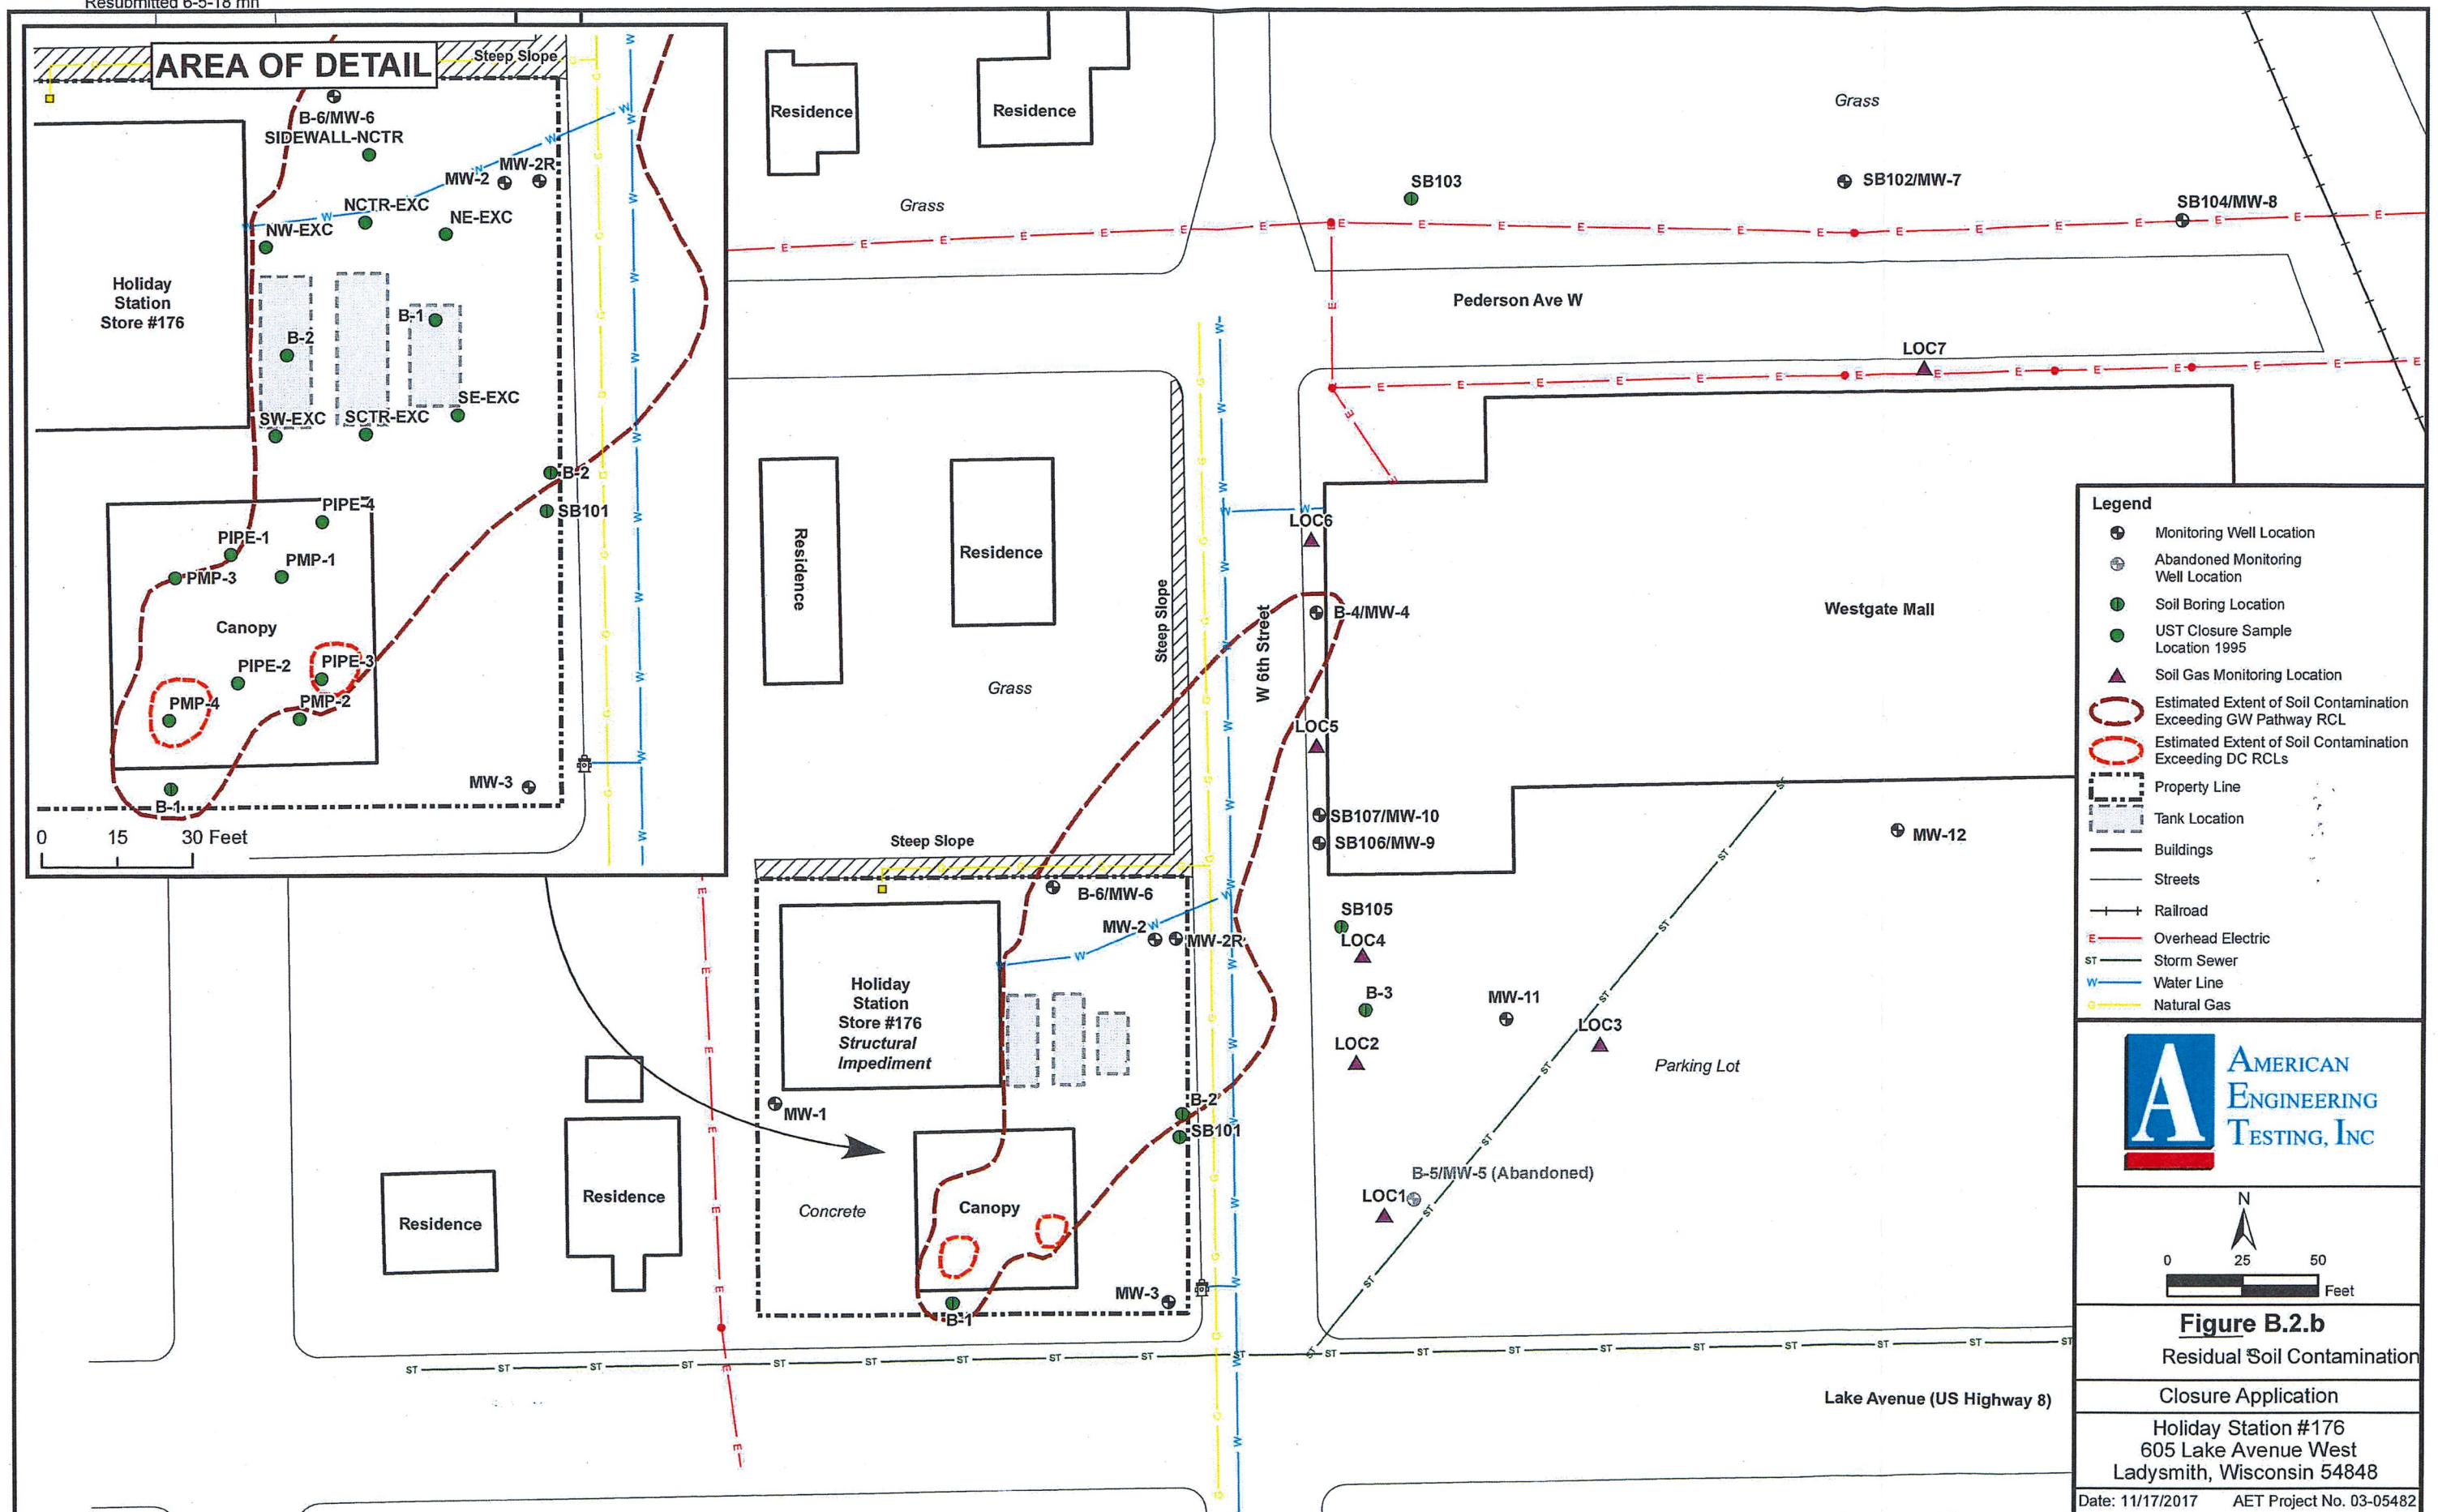 Resubmitted 6-5-18 mh
AREA OF DETAIL
Steep Slope
B-6/MW-6
SIDEWALL-NCTR
MW-2R
MW-2
NCTR-EXC
NE-EXC
NW-EXC
Holiday
Station
Store #176
B-1
B-2
SE-EXC
SW-EXC
SCTR-EXC
B-2
SB101
PIPE-4
PIPE-1
PMP-1
PMP-3
Canopy
PIPE-2
PIPE-3
PMP-4
PMP-2
MW-3
B-1
0 15 30 Feet
Residence
Residence
Grass
Grass
SB103
SB102/MW-7
SB104/MW-8
Pederson Ave W
LOC7
LOC6
Residence
Residence
Steep Slope
W 6th Street
B-4/MW-4
Westgate Mall
Grass
LOC5
SB107/MW-10
SB106/MW-9
MW-12
Steep Slope
B-6/MW-6
MW-2
MW-2R
SB105
LOC4
B-3
MW-11
LOC2
LOC3
Parking Lot
Holiday
Station
Store #176
Structural
Impediment
MW-1
B-2
SB101
B-5/MW-5 (Abandoned)
LOC1
Residence
Residence
Concrete
Canopy
MW-3
B-1
Lake Avenue (US Highway 8)
Legend
Monitoring Well Location
Abandoned Monitoring
Well Location
Soil Boring Location
UST Closure Sample
Location 1995
Soil Gas Monitoring Location
Estimated Extent of Soil Contamination
Exceeding GW Pathway RCL
Estimated Extent of Soil Contamination
Exceeding DC RCLs
Property Line
Tank Location
Buildings
Streets
Railroad
E Overhead Electric
ST Storm Sewer
W Water Line
G Natural Gas
A
AMERICAN
ENGINEERING
TESTING, INC
N
0 25 50
Feet
Figure B.2.b
Residual Soil Contamination
Closure Application
Holiday Station #176
605 Lake Avenue West
Ladysmith, Wisconsin 54848
Date: 11/17/2017 AET Project No. 03-05482